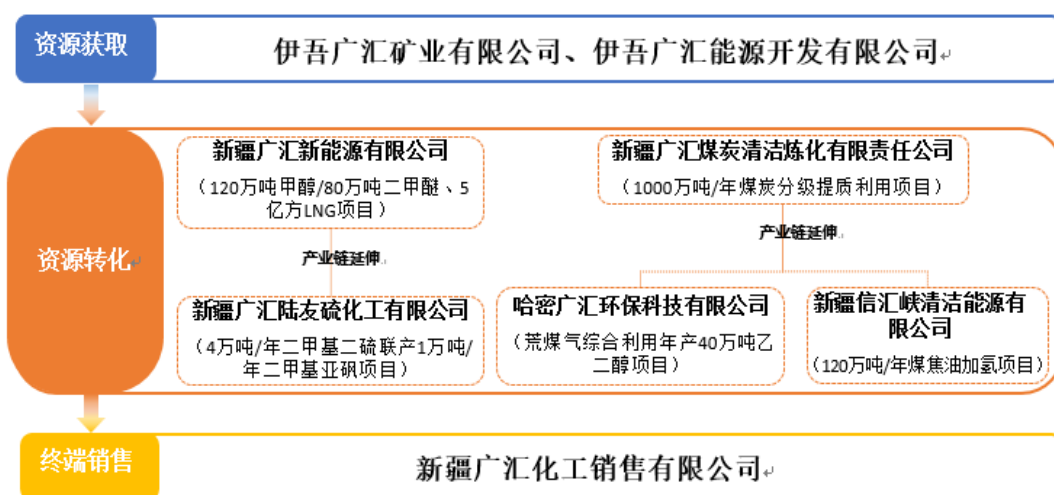 资源获取
伊吾广汇矿业有限公司、伊吾广汇能源开发有限公司
资源转化
新疆广汇新能源有限公司
（120万吨甲醇/80万吨二甲醚、5
亿方LNG项目）
产业链延伸
新疆广汇陆友硫化工有限公司
（4万吨/年二甲基二硫联产1万吨/
年二甲基亚砜项目）
新疆广汇煤炭清洁炼化有限责任公司
（1000万吨/年煤炭分级提质利用项目）
产业链延伸
哈密广汇环保科技有限公司
（荒煤气综合利用年产40万吨乙
二醇项目）
新疆信汇峡清洁能源有
限公司
（120万吨/年煤焦油加氢项目）
终端销售
新疆广汇化工销售有限公司